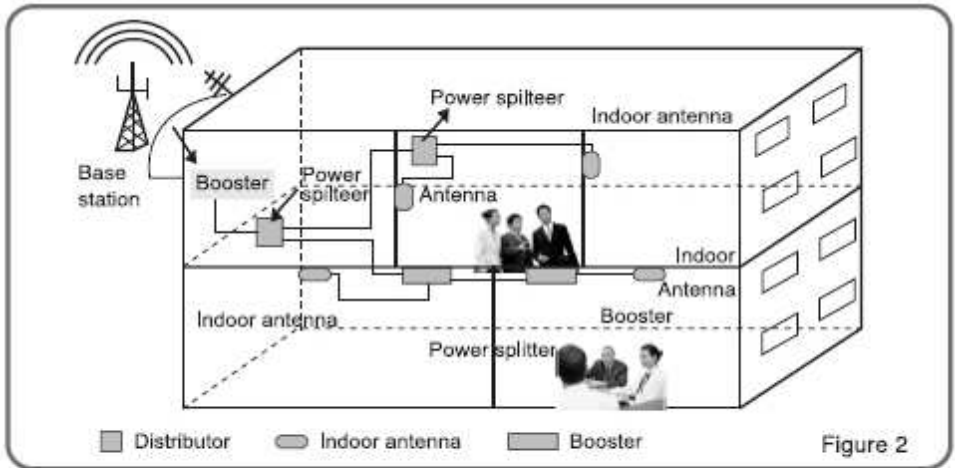 Power spilteer
Indoor antenna
Base
station
Booster
Power
spilteer
Antenna
Indoor
Antenna
Indoor antenna
Booster
Power splitter
Distributor
Indoor antenna
Booster
Figure 2